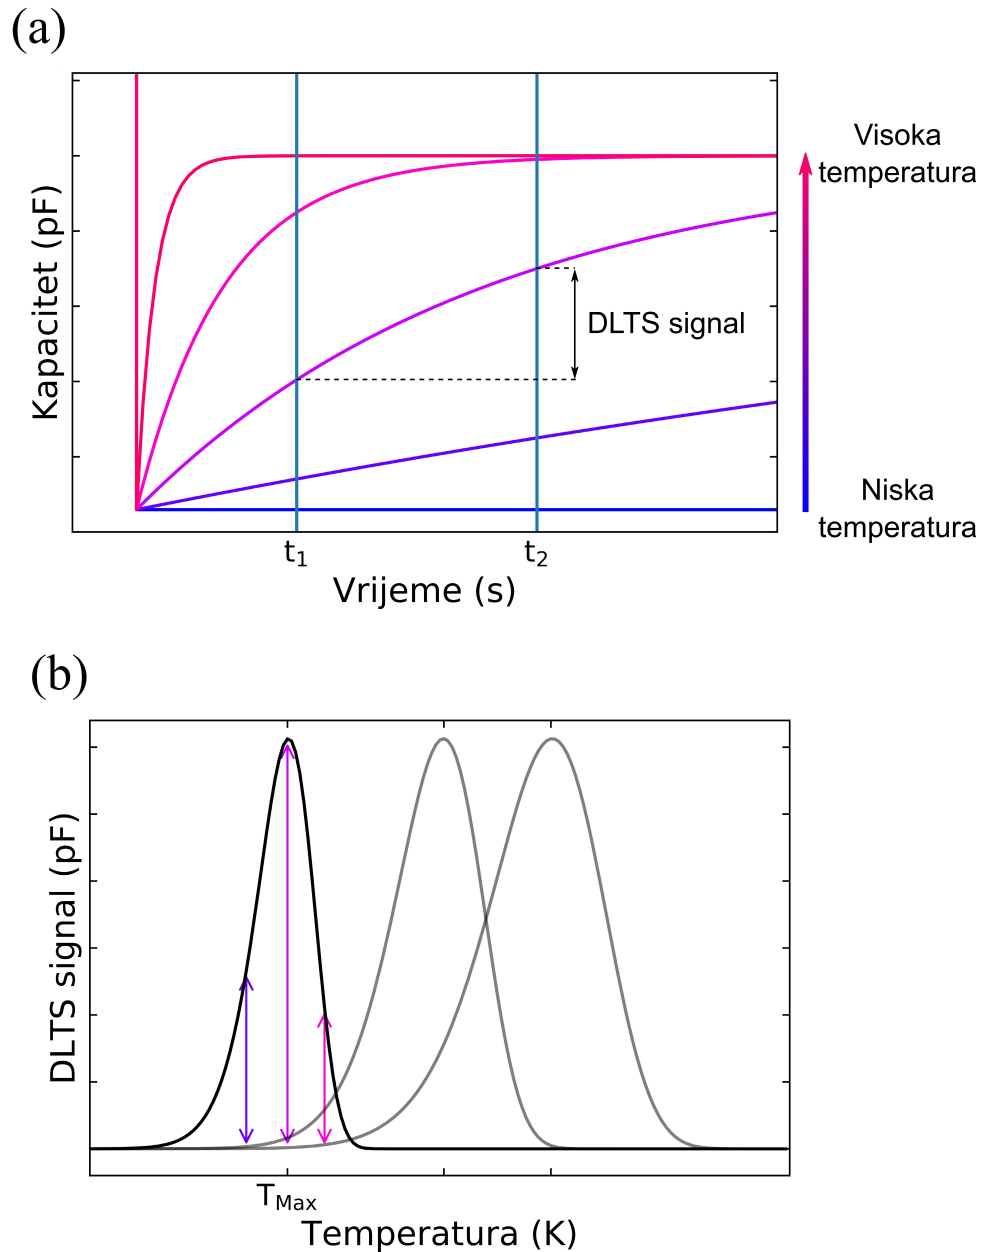 (a)
Kapacitet (pF)
Visoka
temperatura
DLTS signal
Niska
temperatura
t1
t2
Vrijeme (s)
(b)
DLTS signal (pF)
TMax
Temperatura (K)